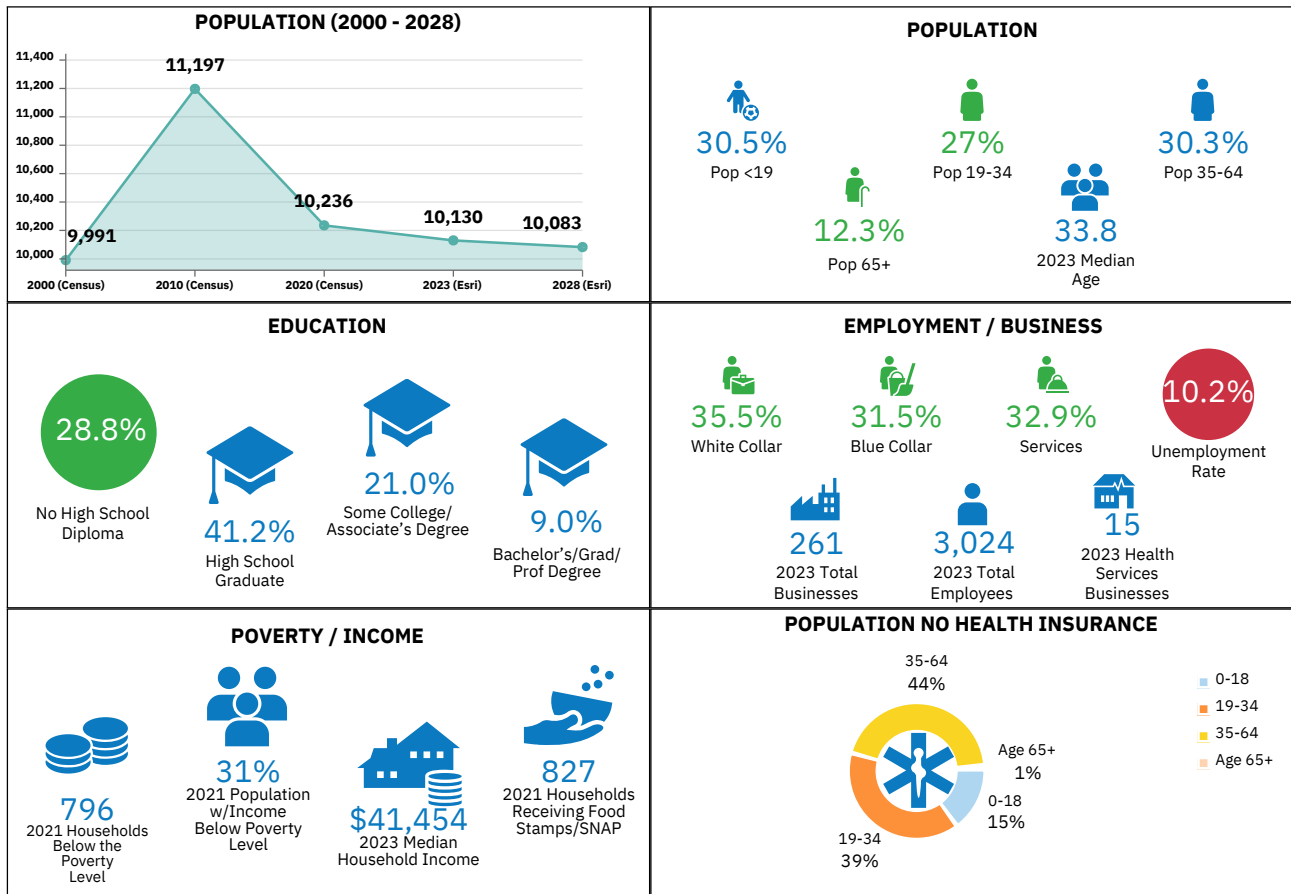 POPULATION (2000 - 2028)
11,400
11,200
11,000
10,800
10,600
10,400
10,200
10,000
9,991
11,197
10,236
10,130
10,083
2000 (Census)
2010 (Census)
2020 (Census)
2023 (Esri)
2028 (Esri)
POPULATION
30.5%
Pop <19
27%
Pop 19-34
30.3%
Pop 35-64
12.3%
Pop 65+
33.8
2023 Median
Age
EDUCATION
28.8%
No High School
Diploma
41.2%
High School
Graduate
21.0%
Some College/
Associate's Degree
9.0%
Bachelor's/Grad/
Prof Degree
EMPLOYMENT / BUSINESS
35.5%
White Collar
31.5%
Blue Collar
32.9%
Services
10.2%
Unemployment
Rate
261
2023 Total
Businesses
3,024
2023 Total
Employees
15
2023 Health
Services
Businesses
POVERTY / INCOME
796
2021 Households
Below the
Poverty
Level
31%
2021 Population
w/Income
Below Poverty
Level
$41,454
2023 Median
Household Income
827
2021 Households
Receiving Food
Stamps/SNAP
POPULATION NO HEALTH INSURANCE
35-64
44%
Age 65+
1%
0-18
15%
19-34
39%
0-18
19-34
35-64
Age 65+